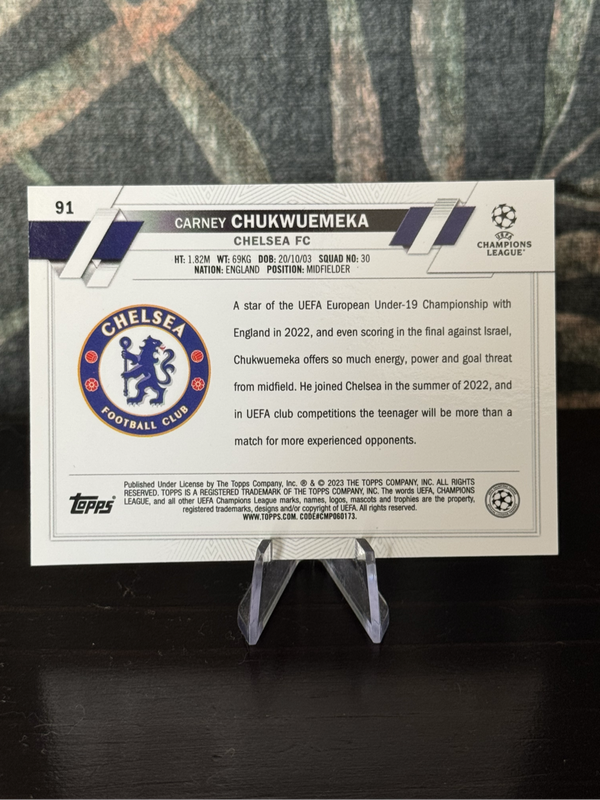 91
CARNEY CHUKWUEMEKA
CHELSEA FC
HT: 1.82M WT: 69KG DOB: 20/10/03 SQUAD NO: 30
NATION: ENGLAND POSITION: MIDFIELDER
UEFA
CHAMPIONS
LEAGUE
CHELSEA
FOOTBALL CLUB
A star of the UEFA European Under-19 Championship with
England in 2022, and even scoring in the final against Israel,
Chukwuemeka offers so much energy, power and goal threat
from midfield. He joined Chelsea in the summer of 2022, and
in UEFA club competitions the teenager will be more than a
match for more experienced opponents.
Topps®
Published Under License by The Topps Company, Inc. ® & © 2023 THE TOPPS COMPANY, INC. ALL RIGHTS
RESERVED. TOPPS IS A REGISTERED TRADEMARK OF THE TOPPS COMPANY, INC. The words UEFA, CHAMPIONS
LEAGUE, and all other UEFA Champions League marks, names, logos, mascots and trophies are the property,
registered trademarks, designs and/or copyright of UEFA. All rights reserved.
WWW.TOPPS.COM. CODE#CMP060173.